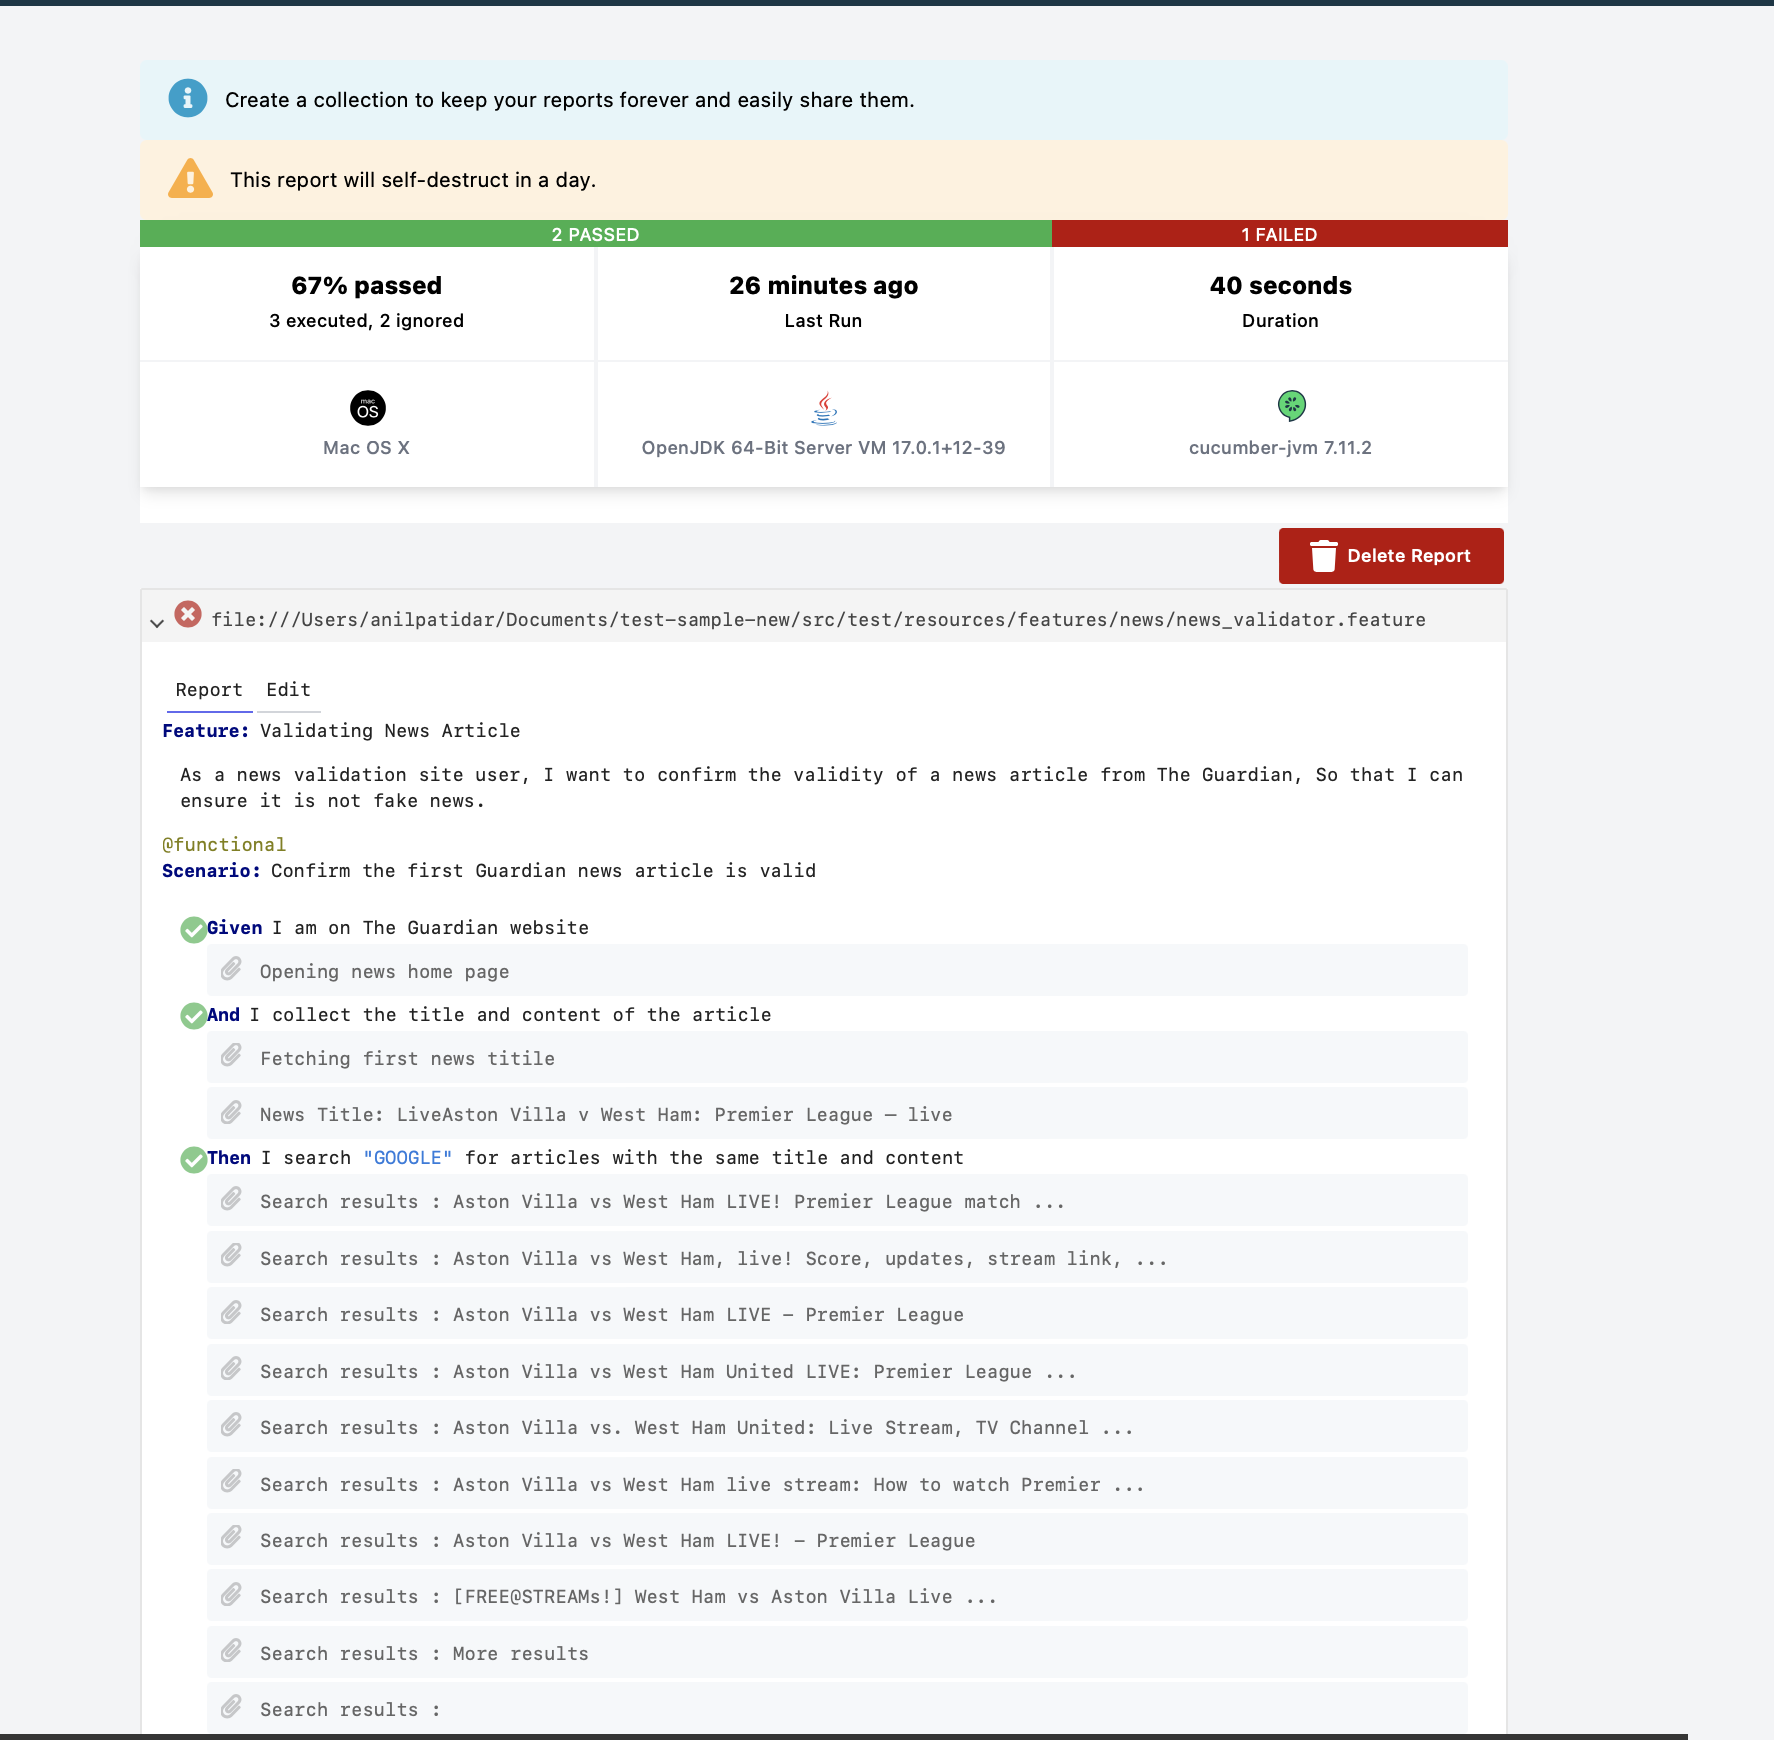 Create a collection to keep your reports forever and easily share them.
This report will self-destruct in a day.
2 PASSED
1 FAILED
67% passed
3 executed, 2 ignored
26 minutes ago
Last Run
40 seconds
Duration
mac
OS
Mac OS X
OpenJDK 64-Bit Server VM 17.0.1+12-39
cucumber-jvm 7.11.2
Delete Report
file:///Users/anilpatidar/Documents/test-sample-new/src/test/resources/features/news/news_validator.feature
Report Edit
Feature: Validating News Article
As a news validation site user, I want to confirm the validity of a news article from The Guardian, So that I can
ensure it is not fake news.
@functional
Scenario: Confirm the first Guardian news article is valid
Given I am on The Guardian website
Opening news home page
And I collect the title and content of the article
Fetching first news titile
News Title: LiveAston Villa v West Ham: Premier League – live
Then I search "GOOGLE" for articles with the same title and content
Search results : Aston Villa vs West Ham LIVE! Premier League match ...
Search results : Aston Villa vs West Ham, live! Score, updates, stream link, ...
Search results : Aston Villa vs West Ham LIVE – Premier League
Search results : Aston Villa vs West Ham United LIVE: Premier League ...
Search results : Aston Villa vs. West Ham United: Live Stream, TV Channel ...
Search results : Aston Villa vs West Ham live stream: How to watch Premier ...
Search results : Aston Villa vs West Ham LIVE! – Premier League
Search results : [FREE@STREAMs!] West Ham vs Aston Villa Live ...
Search results : More results
Search results :